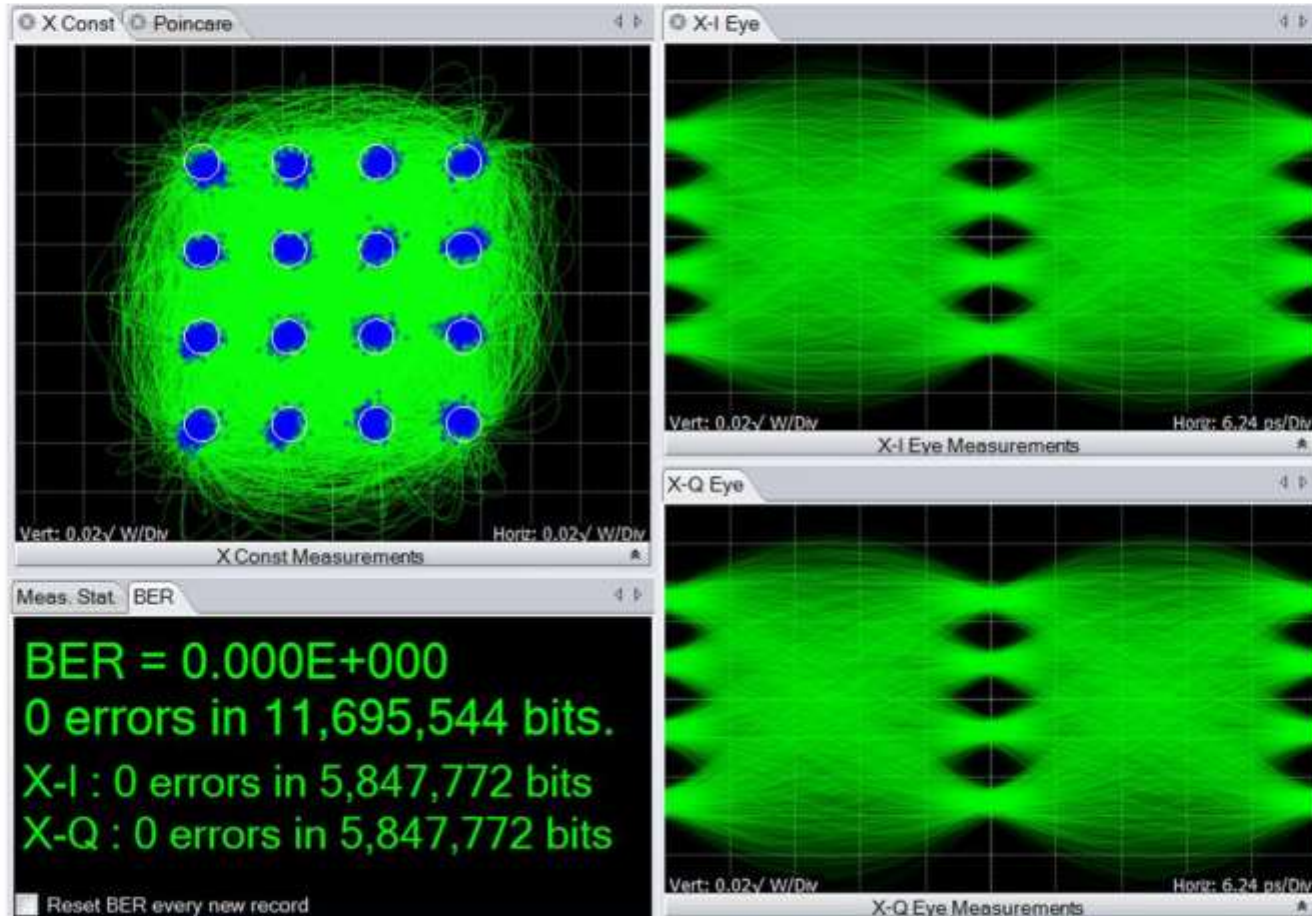 X Const Poincare
Vert: 0.02√ W/Div Horiz: 0.02√ W/Div
X Const Measurements
Meas. Stat. BER
BER = 0.000E+000
0 errors in 11,695,544 bits.
X-I : 0 errors in 5,847,772 bits
X-Q : 0 errors in 5,847,772 bits
Reset BER every new record
X-I Eye
Vert: 0.02√ W/Div Horiz: 6.24 ps/Div
X-I Eye Measurements
X-Q Eye
Vert: 0.02√ W/Div Horiz: 6.24 ps/Div
X-Q Eye Measurements